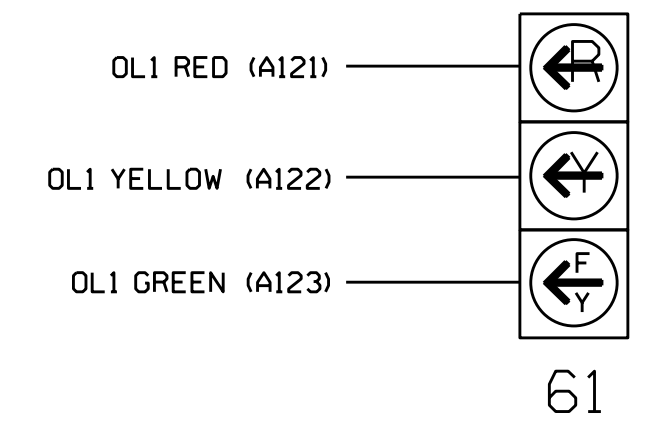 OL1 RED (A121)
R
OL1 YELLOW (A122)
Y
OL1 GREEN (A123)
F
Y
61